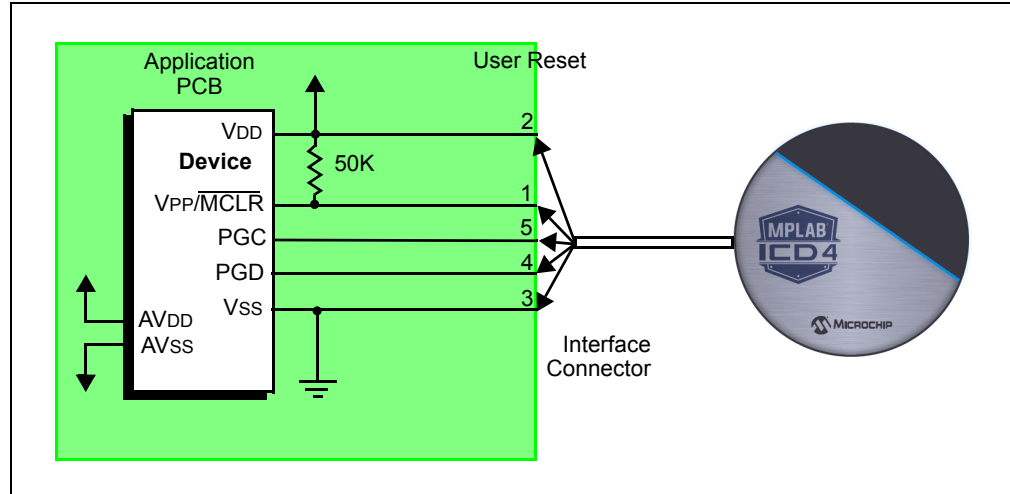 Application
PCB
User Reset
VDD
2
Device
50K
VPP/MCLR
1
PGC
5
PGD
4
VSS
3
AVDD
AVSS
Interface
Connector
MPLAB
ICD 4
MICROCHIP